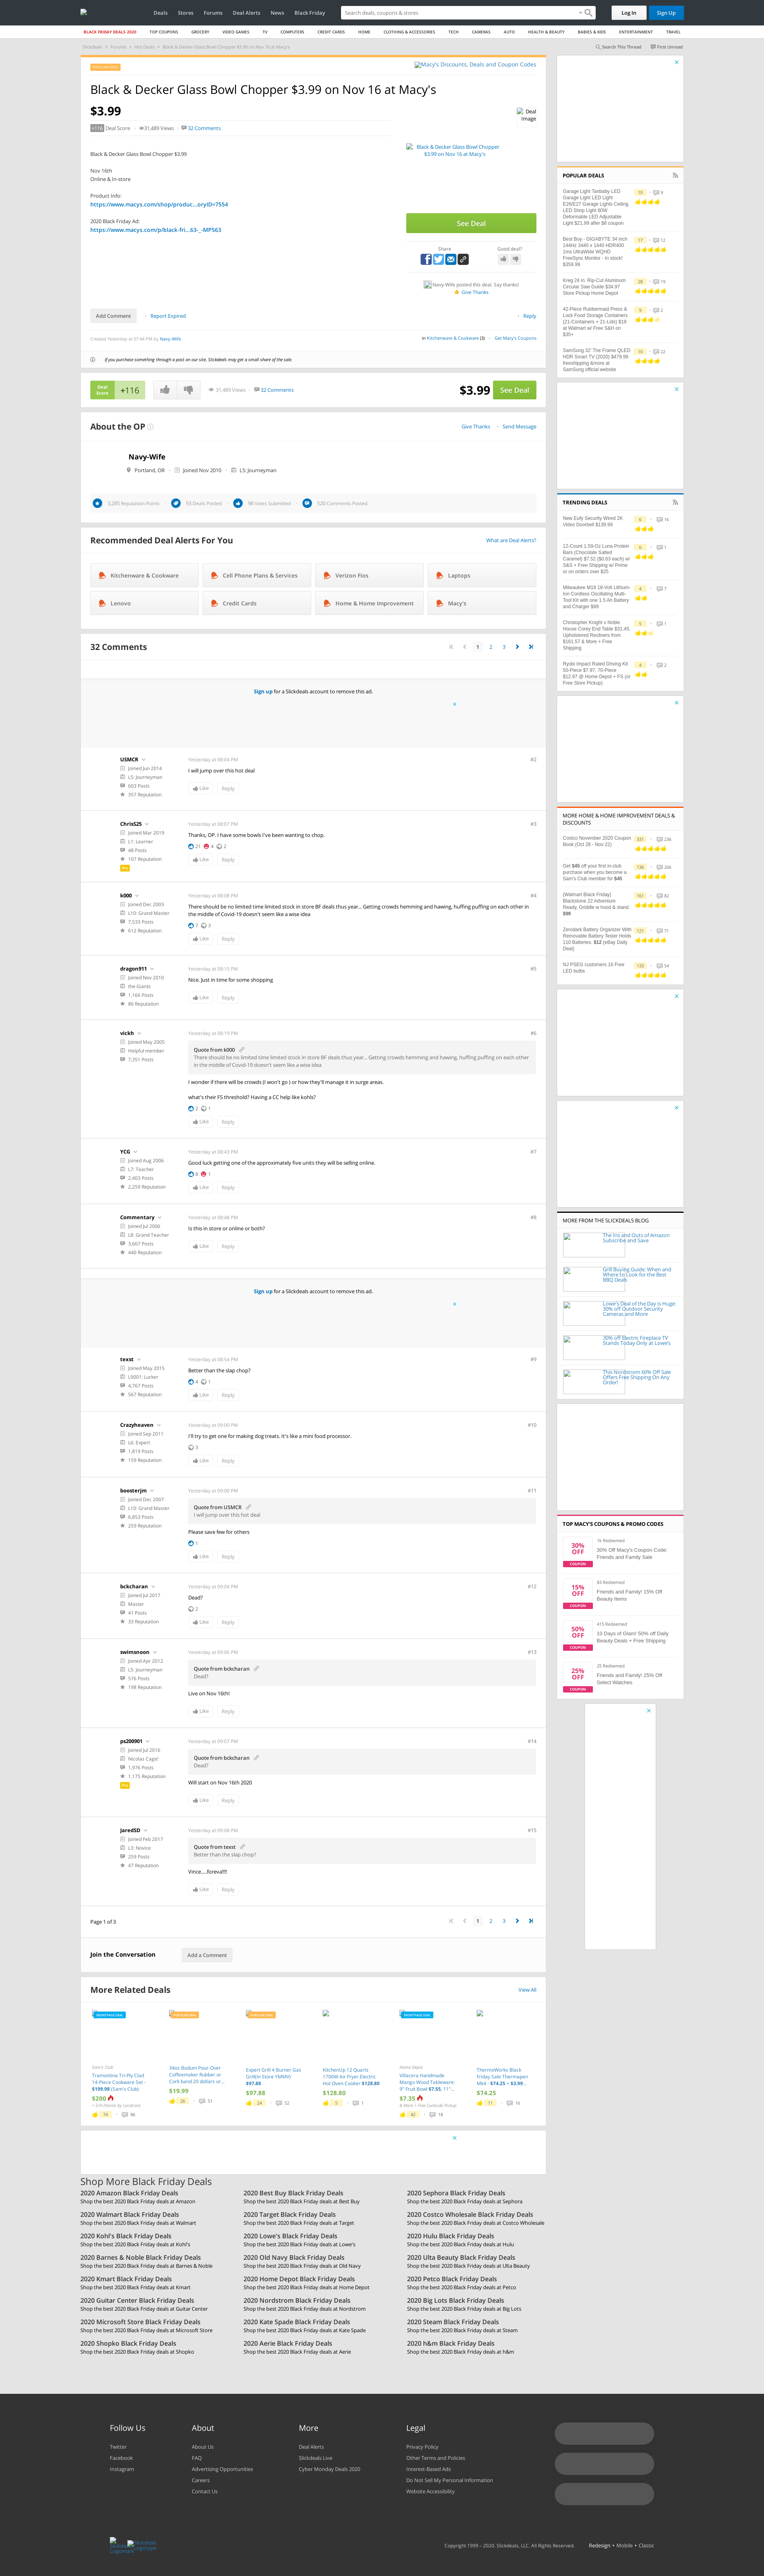 Deals Stores Forums Deal Alerts News Black Friday
Search deals, coupons & stores
Log In Sign Up
BLACK FRIDAY DEALS 2020 TOP COUPONS GROCERY VIDEO GAMES TV COMPUTERS CREDIT CARDS HOME CLOTHING & ACCESSORIES TECH CAMERAS AUTO HEALTH & BEAUTY BABIES & KIDS ENTERTAINMENT TRAVEL
Slickdeals Forums Hot Deals Black & Decker Glass Bowl Chopper $3.99 on Nov 16 at Macy's
Search This Thread First Unread
Macy's Discounts, Deals and Coupon Codes
Black & Decker Glass Bowl Chopper $3.99 on Nov 16 at Macy's
$3.99
Deal Image
+116 Deal Score 31,489 Views 32 Comments
Black & Decker Glass Bowl Chopper $3.99
Nov 16th
Online & In-store
Product Info:
https://www.macys.com/shop/produc...oryID=7554
2020 Black Friday Ad:
https://www.macys.com/p/black-fri...63-_-MP563
Black & Decker Glass Bowl Chopper $3.99 on Nov 16 at Macy's
See Deal
Share Good deal?
Navy-Wife posted this deal. Say thanks!
Give Thanks
Add Comment Report Expired Reply
Created Yesterday at 07:44 PM by Navy-Wife
in Kitchenware & Cookware (3) Get Macy's Coupons
If you purchase something through a post on our site, Slickdeals may get a small share of the sale.
Deal Score +116 31,489 Views 32 Comments $3.99 See Deal
About the OP Give Thanks Send Message
Navy-Wife
Portland, OR Joined Nov 2010 L5: Journeyman
3,285 Reputation Points 93 Deals Posted 98 Votes Submitted 520 Comments Posted
Recommended Deal Alerts For You What are Deal Alerts?
Kitchenware & Cookware Cell Phone Plans & Services Verizon Fios Laptops
Lenovo Credit Cards Home & Home Improvement Macy's
32 Comments 1 2 3
Sign up for a Slickdeals account to remove this ad.
USMCR
Joined Jun 2014
L5: Journeyman
603 Posts
357 Reputation
Yesterday at 08:04 PM #2
I will jump over this hot deal
Like Reply
ChrisS25
Joined Mar 2019
L1: Learner
48 Posts
107 Reputation
Pro
Yesterday at 08:07 PM #3
Thanks, OP. I have some bowls I've been wanting to chop.
21 4 2
Like Reply
k000
Joined Dec 2003
L10: Grand Master
7,533 Posts
612 Reputation
Yesterday at 08:08 PM #4
There should be no limited time limited stock in store BF deals thus year... Getting crowds hemming and hawing, huffing puffing on each other in
the middle of Covid-19 doesn't seem like a wise idea
7 3
Like Reply
dragon911
Joined Nov 2010
the Giants
1,166 Posts
86 Reputation
Yesterday at 08:15 PM #5
Nice. Just in time for some shopping
Like Reply
vickh
Joined May 2005
Helpful member
7,351 Posts
Yesterday at 08:19 PM #6
Quote from k000
There should be no limited time limited stock in store BF deals thus year... Getting crowds hemming and hawing, huffing puffing on each other
in the middle of Covid-19 doesn't seem like a wise idea
I wonder if there will be crowds (I won't go ) or how they'll manage it in surge areas.
what's their FS threshold? Having a CC help like kohls?
2 1
Like Reply
YCG
Joined Aug 2006
L7: Teacher
2,403 Posts
2,259 Reputation
Yesterday at 08:43 PM #7
Good luck getting one of the approximately five units they will be selling online.
8 1
Like Reply
Commentary
Joined Jul 2006
L8: Grand Teacher
3,667 Posts
440 Reputation
Yesterday at 08:46 PM #8
Is this in store or online or both?
Like Reply
Sign up for a Slickdeals account to remove this ad.
texst
Joined May 2015
L9001: Lurker
4,767 Posts
567 Reputation
Yesterday at 08:54 PM #9
Better than the slap chop?
4 1
Like Reply
Crazyheaven
Joined Sep 2011
L6: Expert
1,819 Posts
159 Reputation
Yesterday at 09:00 PM #10
I'll try to get one for making dog treats. It's like a mini food processor.
3
Like Reply
boosterjm
Joined Dec 2007
L10: Grand Master
6,853 Posts
259 Reputation
Yesterday at 09:00 PM #11
Quote from USMCR
I will jump over this hot deal
Please save few for others
1
Like Reply
bckcharan
Joined Jul 2017
Master
41 Posts
33 Reputation
Yesterday at 09:04 PM #12
Dead?
2
Like Reply
swimsnoon
Joined Apr 2012
L5: Journeyman
576 Posts
198 Reputation
Yesterday at 09:06 PM #13
Quote from bckcharan
Dead?
Live on Nov 16th!
Like Reply
ps200901
Joined Jul 2016
Nicolas Cage!
1,976 Posts
1,175 Reputation
Pro
Yesterday at 09:07 PM #14
Quote from bckcharan
Dead?
Will start on Nov 16th 2020
Like Reply
JaredSD
Joined Feb 2017
L3: Novice
259 Posts
47 Reputation
Yesterday at 09:08 PM #15
Quote from texst
Better than the slap chop?
Vince.....foreva!!!!
Like Reply
Page 1 of 3 1 2 3
Join the Conversation Add a Comment
More Related Deals View All
Sam's Club
Tramontina Tri-Ply Clad 14-Piece Cookware Set - $199.98 (Sam's Club)
$200
74 86
34oz Bodum Pour-Over Coffeemaker Rubber or Cork band 20 dollars or...
$19.99
26 51
Expert Grill 4 Burner Gas Grill(In Store-YMMV) $97.88
$97.88
24 52
KitchenUp 12 Quarts 1700W Air Fryer Electric Hot Oven Cooker $128.80
$128.80
5 1
Home Depot
Villacera Handmade Mango Wood Tableware: 9" Fruit Bowl $7.55, 11"...
$7.35
& More + Free Curbside Pickup
42 18
ThermoWorks Black Friday Sale Thermapen Mk4 - $74.25 ~ $3.99...
$74.25
11 16
Shop More Black Friday Deals
2020 Amazon Black Friday Deals
Shop the best 2020 Black Friday deals at Amazon
2020 Best Buy Black Friday Deals
Shop the best 2020 Black Friday deals at Best Buy
2020 Sephora Black Friday Deals
Shop the best 2020 Black Friday deals at Sephora
2020 Walmart Black Friday Deals
Shop the best 2020 Black Friday deals at Walmart
2020 Target Black Friday Deals
Shop the best 2020 Black Friday deals at Target
2020 Costco Wholesale Black Friday Deals
Shop the best 2020 Black Friday deals at Costco Wholesale
2020 Kohl's Black Friday Deals
Shop the best 2020 Black Friday deals at Kohl's
2020 Lowe's Black Friday Deals
Shop the best 2020 Black Friday deals at Lowe's
2020 Hulu Black Friday Deals
Shop the best 2020 Black Friday deals at Hulu
2020 Barnes & Noble Black Friday Deals
Shop the best 2020 Black Friday deals at Barnes & Noble
2020 Old Navy Black Friday Deals
Shop the best 2020 Black Friday deals at Old Navy
2020 Ulta Beauty Black Friday Deals
Shop the best 2020 Black Friday deals at Ulta Beauty
2020 Kmart Black Friday Deals
Shop the best 2020 Black Friday deals at Kmart
2020 Home Depot Black Friday Deals
Shop the best 2020 Black Friday deals at Home Depot
2020 Petco Black Friday Deals
Shop the best 2020 Black Friday deals at Petco
2020 Guitar Center Black Friday Deals
Shop the best 2020 Black Friday deals at Guitar Center
2020 Nordstrom Black Friday Deals
Shop the best 2020 Black Friday deals at Nordstrom
2020 Big Lots Black Friday Deals
Shop the best 2020 Black Friday deals at Big Lots
2020 Microsoft Store Black Friday Deals
Shop the best 2020 Black Friday deals at Microsoft Store
2020 Kate Spade Black Friday Deals
Shop the best 2020 Black Friday deals at Kate Spade
2020 Steam Black Friday Deals
Shop the best 2020 Black Friday deals at Steam
2020 Shopko Black Friday Deals
Shop the best 2020 Black Friday deals at Shopko
2020 Aerie Black Friday Deals
Shop the best 2020 Black Friday deals at Aerie
2020 h&m Black Friday Deals
Shop the best 2020 Black Friday deals at h&m
POPULAR DEALS
Garage Light Tanbaby LED Garage Light LED Light E26/E27 Garage Lights Ceiling LED Shop Light 60W Deformable LED Adjustable Light $21.99 after $8 coupon
10 9
Best Buy - GIGABYTE 34 inch 144Hz 3440 x 1440 HDR400 1ms UltraWide WQHD FreeSync Monitor - In stock! $359.99
17 12
Kreg 24 in. Rip-Cut Aluminum Circular Saw Guide $34.97 Store Pickup Home Depot
28 19
42-Piece Rubbermaid Press & Lock Food Storage Containers (21-Containers + 21-Lids) $19 at Walmart w/ Free S&H on $35+
9 2
SamSung 32' The Frame QLED HDR Smart TV (2020) $479.99 freeshipping &more at SamSong official website
10 22
TRENDING DEALS
New Eufy Security Wired 2K Video Doorbell $139.99
6 16
12-Count 1.59-Oz Luna Protein Bars (Chocolate Salted Caramel) $7.52 ($0.63 each) w/ S&S + Free Shipping w/ Prime or on orders over $25
6 1
Milwaukee M18 18-Volt Lithium-Ion Cordless Oscillating Multi-Tool Kit with one 1.5 Ah Battery and Charger $99
4 7
Christopher Knight x Noble House Corey End Table $31.45, Upholstered Recliners from $161.57 & More + Free Shipping
5 1
Ryobi Impact Rated Driving Kit 50-Piece $7.97, 70-Piece $12.97 @ Home Depot + FS (or Free Store Pickup)
4 2
MORE HOME & HOME IMPROVEMENT DEALS & DISCOUNTS
Costco November 2020 Coupon Book (Oct 28 - Nov 22)
331 236
Get $45 off your first in-club purchase when you become a Sam's Club member for $45
136 266
(Walmart Black Friday) Blackstone 22 Adventure Ready, Griddle w hood & stand. $99
161 82
Zerodark Battery Organizer With Removable Battery Tester Holds 110 Batteries. $12 (eBay Daily Deal)
121 71
NJ PSEG customers 16 Free LED bulbs
133 54
MORE FROM THE SLICKDEALS BLOG
The Ins and Outs of Amazon Subscribe and Save
Grill Buying Guide: When and Where to Look for the Best BBQ Deals
Lowe's Deal of the Day is Huge: 30% off Outdoor Security Cameras and More
30% off Electric Fireplace TV Stands Today Only at Lowe's
This Nordstrom 60% Off Sale Offers Free Shipping On Any Order!
TOP MACY'S COUPONS & PROMO CODES
30% OFF COUPON
1k Redeemed
30% Off Macy's Coupon Code: Friends and Family Sale
15% OFF COUPON
83 Redeemed
Friends and Family! 15% Off Beauty Items
50% OFF COUPON
415 Redeemed
10 Days of Glam! 50% off Daily Beauty Deals + Free Shipping
25% OFF COUPON
25 Redeemed
Friends and Family! 25% Off Select Watches
Follow Us About More Legal
Twitter About Us Deal Alerts Privacy Policy
Facebook FAQ Slickdeals Live Other Terms and Policies
Instagram Advertising Opportunities Cyber Monday Deals 2020 Interest-Based Ads
Careers Do Not Sell My Personal Information
Contact Us Website Accessibility
Copyright 1999 - 2020. Slickdeals, LLC. All Rights Reserved. Redesign • Mobile • Classic